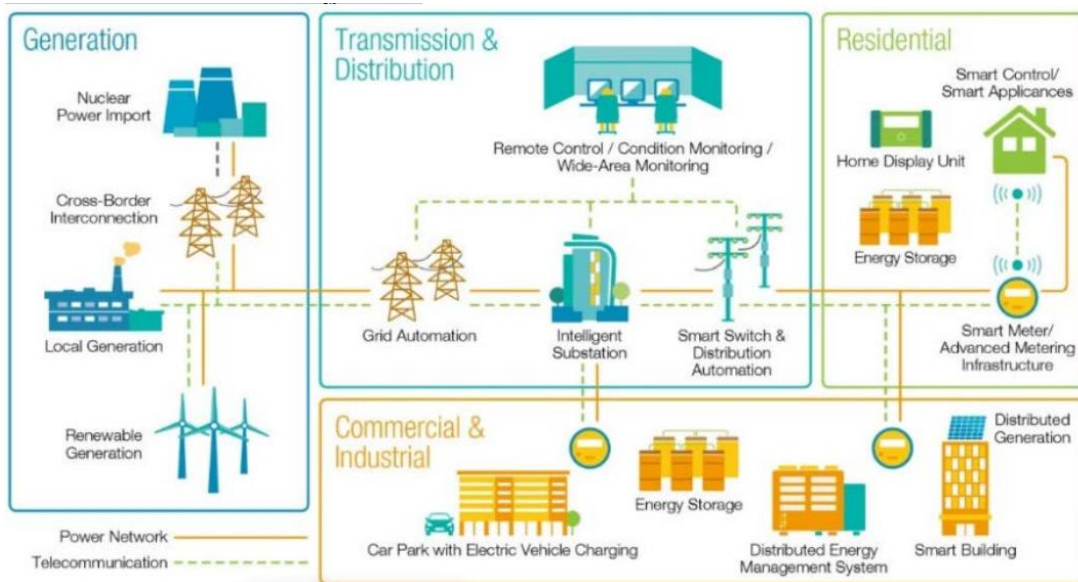 Generation
Nuclear
Power Import
Cross-Border
Interconnection
Local Generation
Renewable
Generation
Power Network
Telecommunication
Transmission &
Distribution
Remote Control / Condition Monitoring /
Wide-Area Monitoring
Grid Automation
Intelligent
Substation
Smart Switch &
Distribution
Automation
Residential
Smart Control/
Smart Applicances
Home Display Unit
Energy Storage
Smart Meter/
Advanced Metering
Infrastructure
Commercial &
Industrial
Car Park with Electric Vehicle Charging
Energy Storage
Distributed Energy
Management System
Distributed
Generation
Smart Building